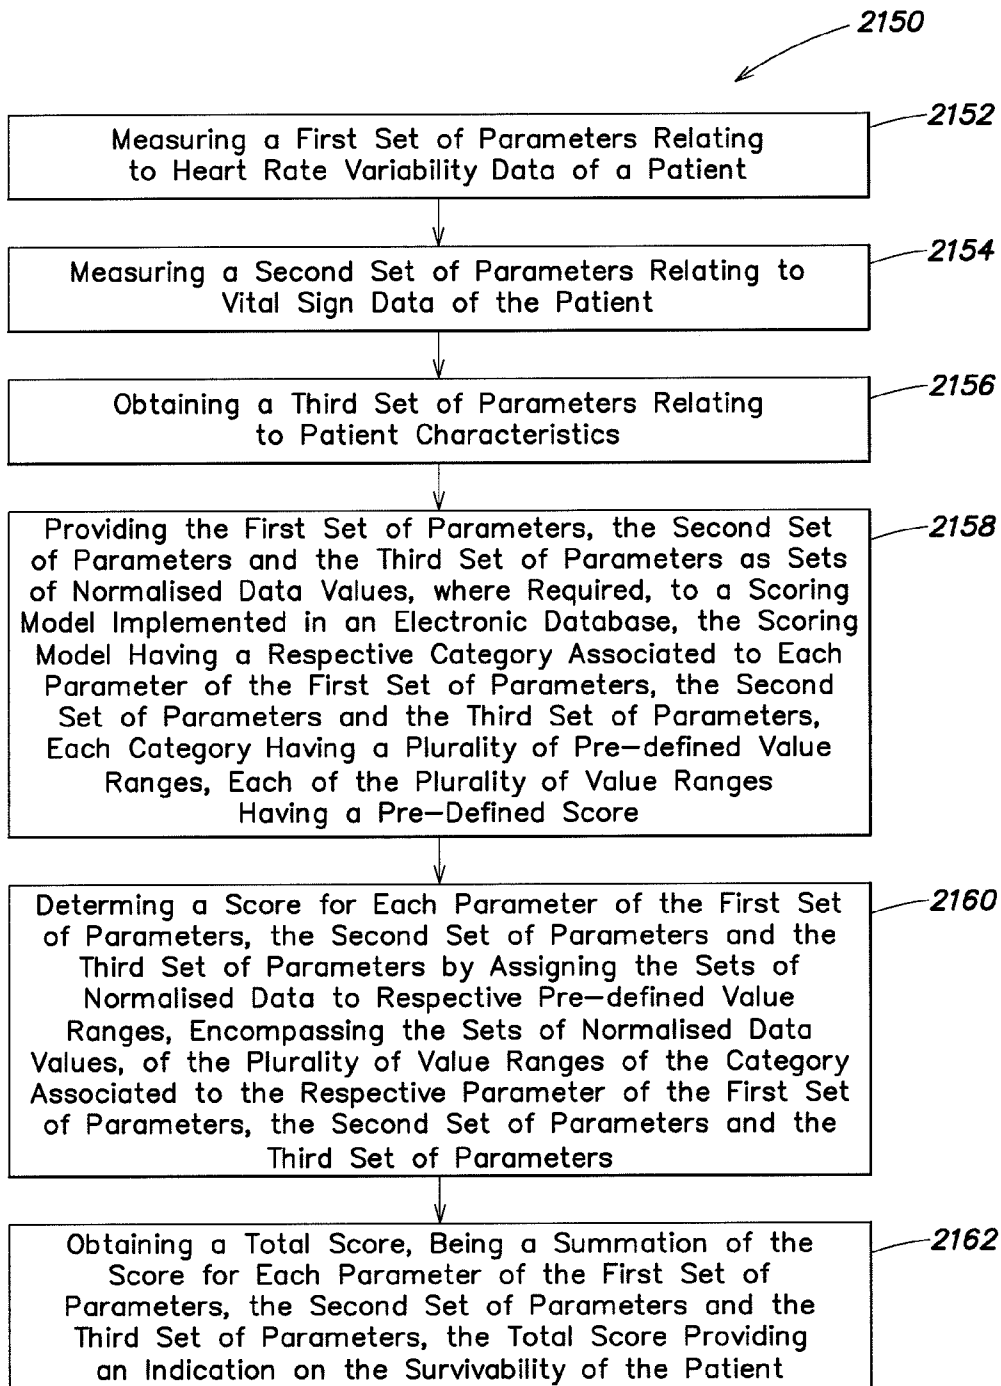 2150
2152
Measuring a First Set of Parameters Relating
to Heart Rate Variability Data of a Patient
2154
Measuring a Second Set of Parameters Relating to
Vital Sign Data of the Patient
2156
Obtaining a Third Set of Parameters Relating
to Patient Characteristics
2158
Providing the First Set of Parameters, the Second Set
of Parameters and the Third Set of Parameters as Sets
of Normalised Data Values, where Required, to a Scoring
Model Implemented in an Electronic Database, the Scoring
Model Having a Respective Category Associated to Each
Parameter of the First Set of Parameters, the Second
Set of Parameters and the Third Set of Parameters,
Each Category Having a Plurality of Pre-defined Value
Ranges, Each of the Plurality of Value Ranges
Having a Pre-Defined Score
2160
Determing a Score for Each Parameter of the First Set
of Parameters, the Second Set of Parameters and the
Third Set of Parameters by Assigning the Sets of
Normalised Data to Respective Pre-defined Value
Ranges, Encompassing the Sets of Normalised Data
Values, of the Plurality of Value Ranges of the Category
Associated to the Respective Parameter of the First Set
of Parameters, the Second Set of Parameters and the
Third Set of Parameters
2162
Obtaining a Total Score, Being a Summation of the
Score for Each Parameter of the First Set of
Parameters, the Second Set of Parameters and the
Third Set of Parameters, the Total Score Providing
an Indication on the Survivability of the Patient